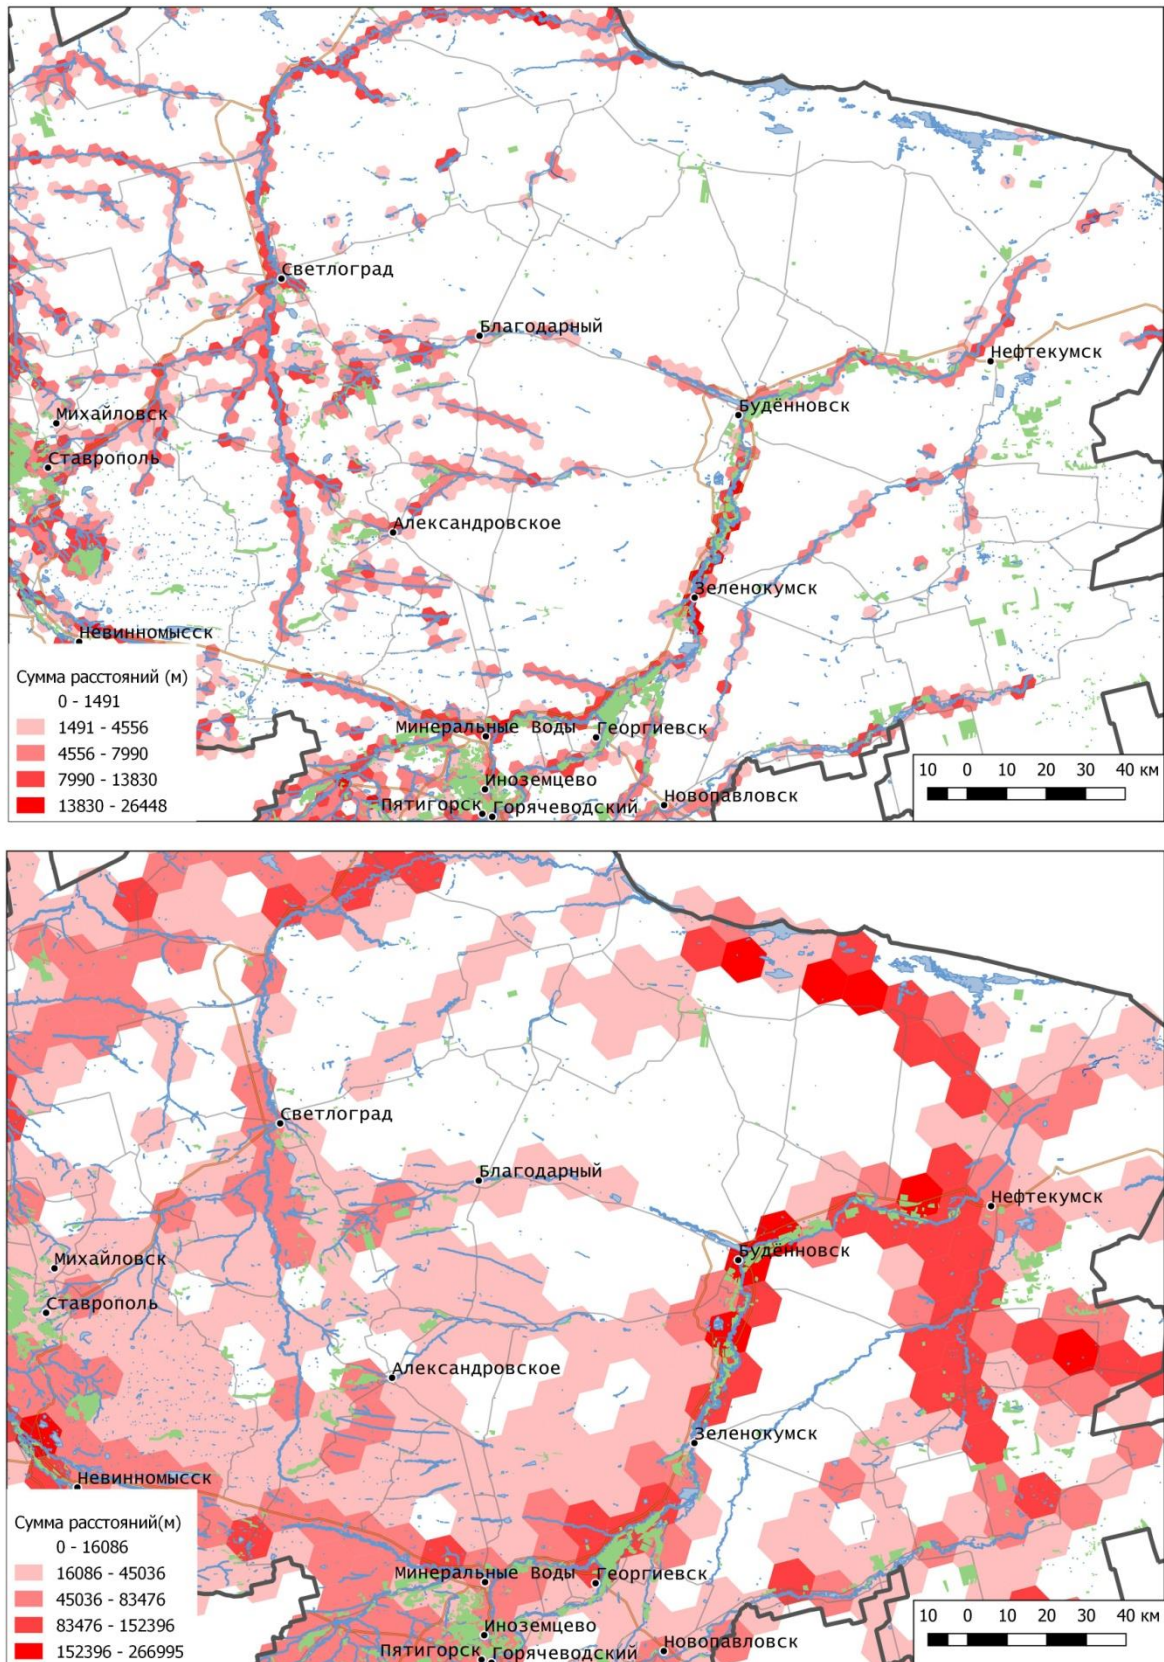 Светлоград
Благодарный
Нефтекумск
Будённовск
Михайловск
Ставрополь
Александровское
Зеленокумск
Невинномысск
Сумма расстояний (м)
0 - 1491
1491 - 4556
4556 - 7990
7990 - 13830
13830 - 26448
Минеральные Воды
Георгиевск
Иноземцево
Пятигорск
Горячеводский
Новопавловск
10 0 10 20 30 40 км
Светлоград
Благодарный
Нефтекумск
Будённовск
Михайловск
Ставрополь
Александровское
Зеленокумск
Невинномысск
Сумма расстояний(м)
0 - 16086
16086 - 45036
45036 - 83476
83476 - 152396
152396 - 266995
Минеральные Воды
Георгиевск
Иноземцево
Пятигорск
Горячеводский
Новопавловск
10 0 10 20 30 40 км